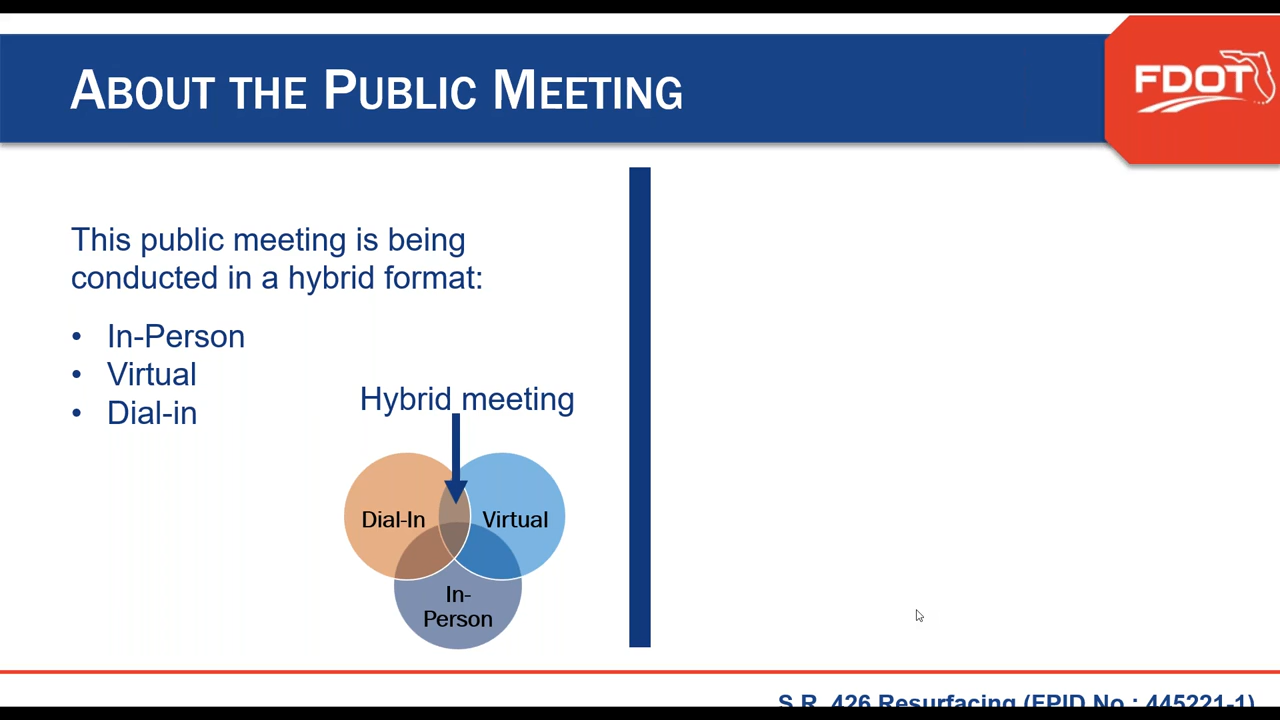 ABOUT THE PUBLIC MEETING
FDOT
This public meeting is being
conducted in a hybrid format:
• In-Person
• Virtual
• Dial-in
Hybrid meeting
Dial-In
Virtual
In-
Person
S.R. 426 Resurfacing (FPID No.: 445221-1)